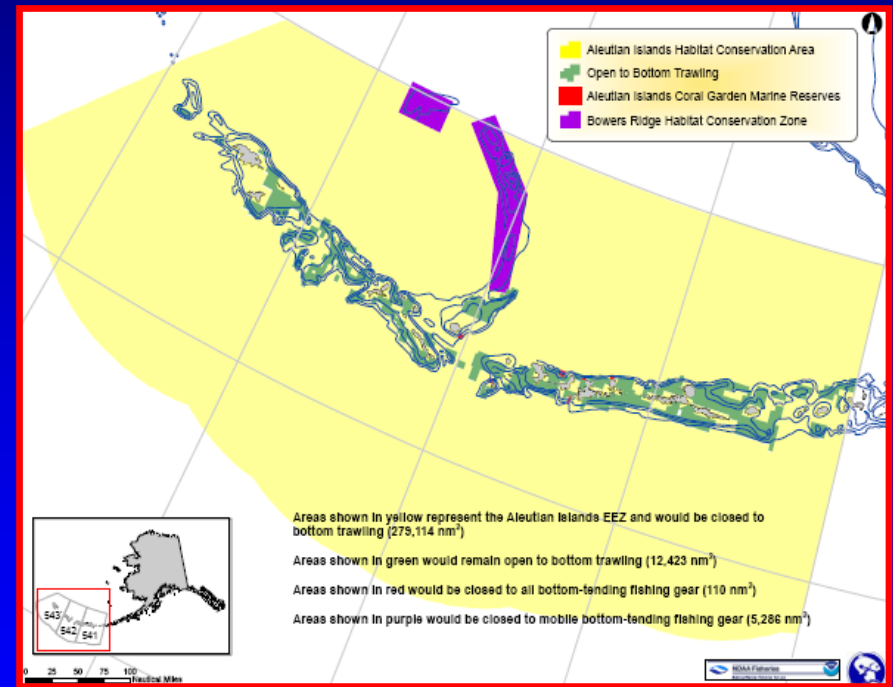 Aleutian Islands Habitat Conservation Area
Open to Bottom Trawling
Aleutian Islands Coral Garden Marine Reserves
Bowers Ridge Habitat Conservation Zone
Areas shown in yellow represent the Aleutian Islands EEZ and would be closed to
bottom trawling (279,114 nm²)
Areas shown in green would remain open to bottom trawling (12,423 nm²)
Areas shown in red would be closed to all bottom-tending fishing gear (110 nm²)
Areas shown in purple would be closed to mobile bottom-tending fishing gear (5,286 nm²)
543
542
541
0 25 50 75 100
Nautical Miles
NOAA Fisheries